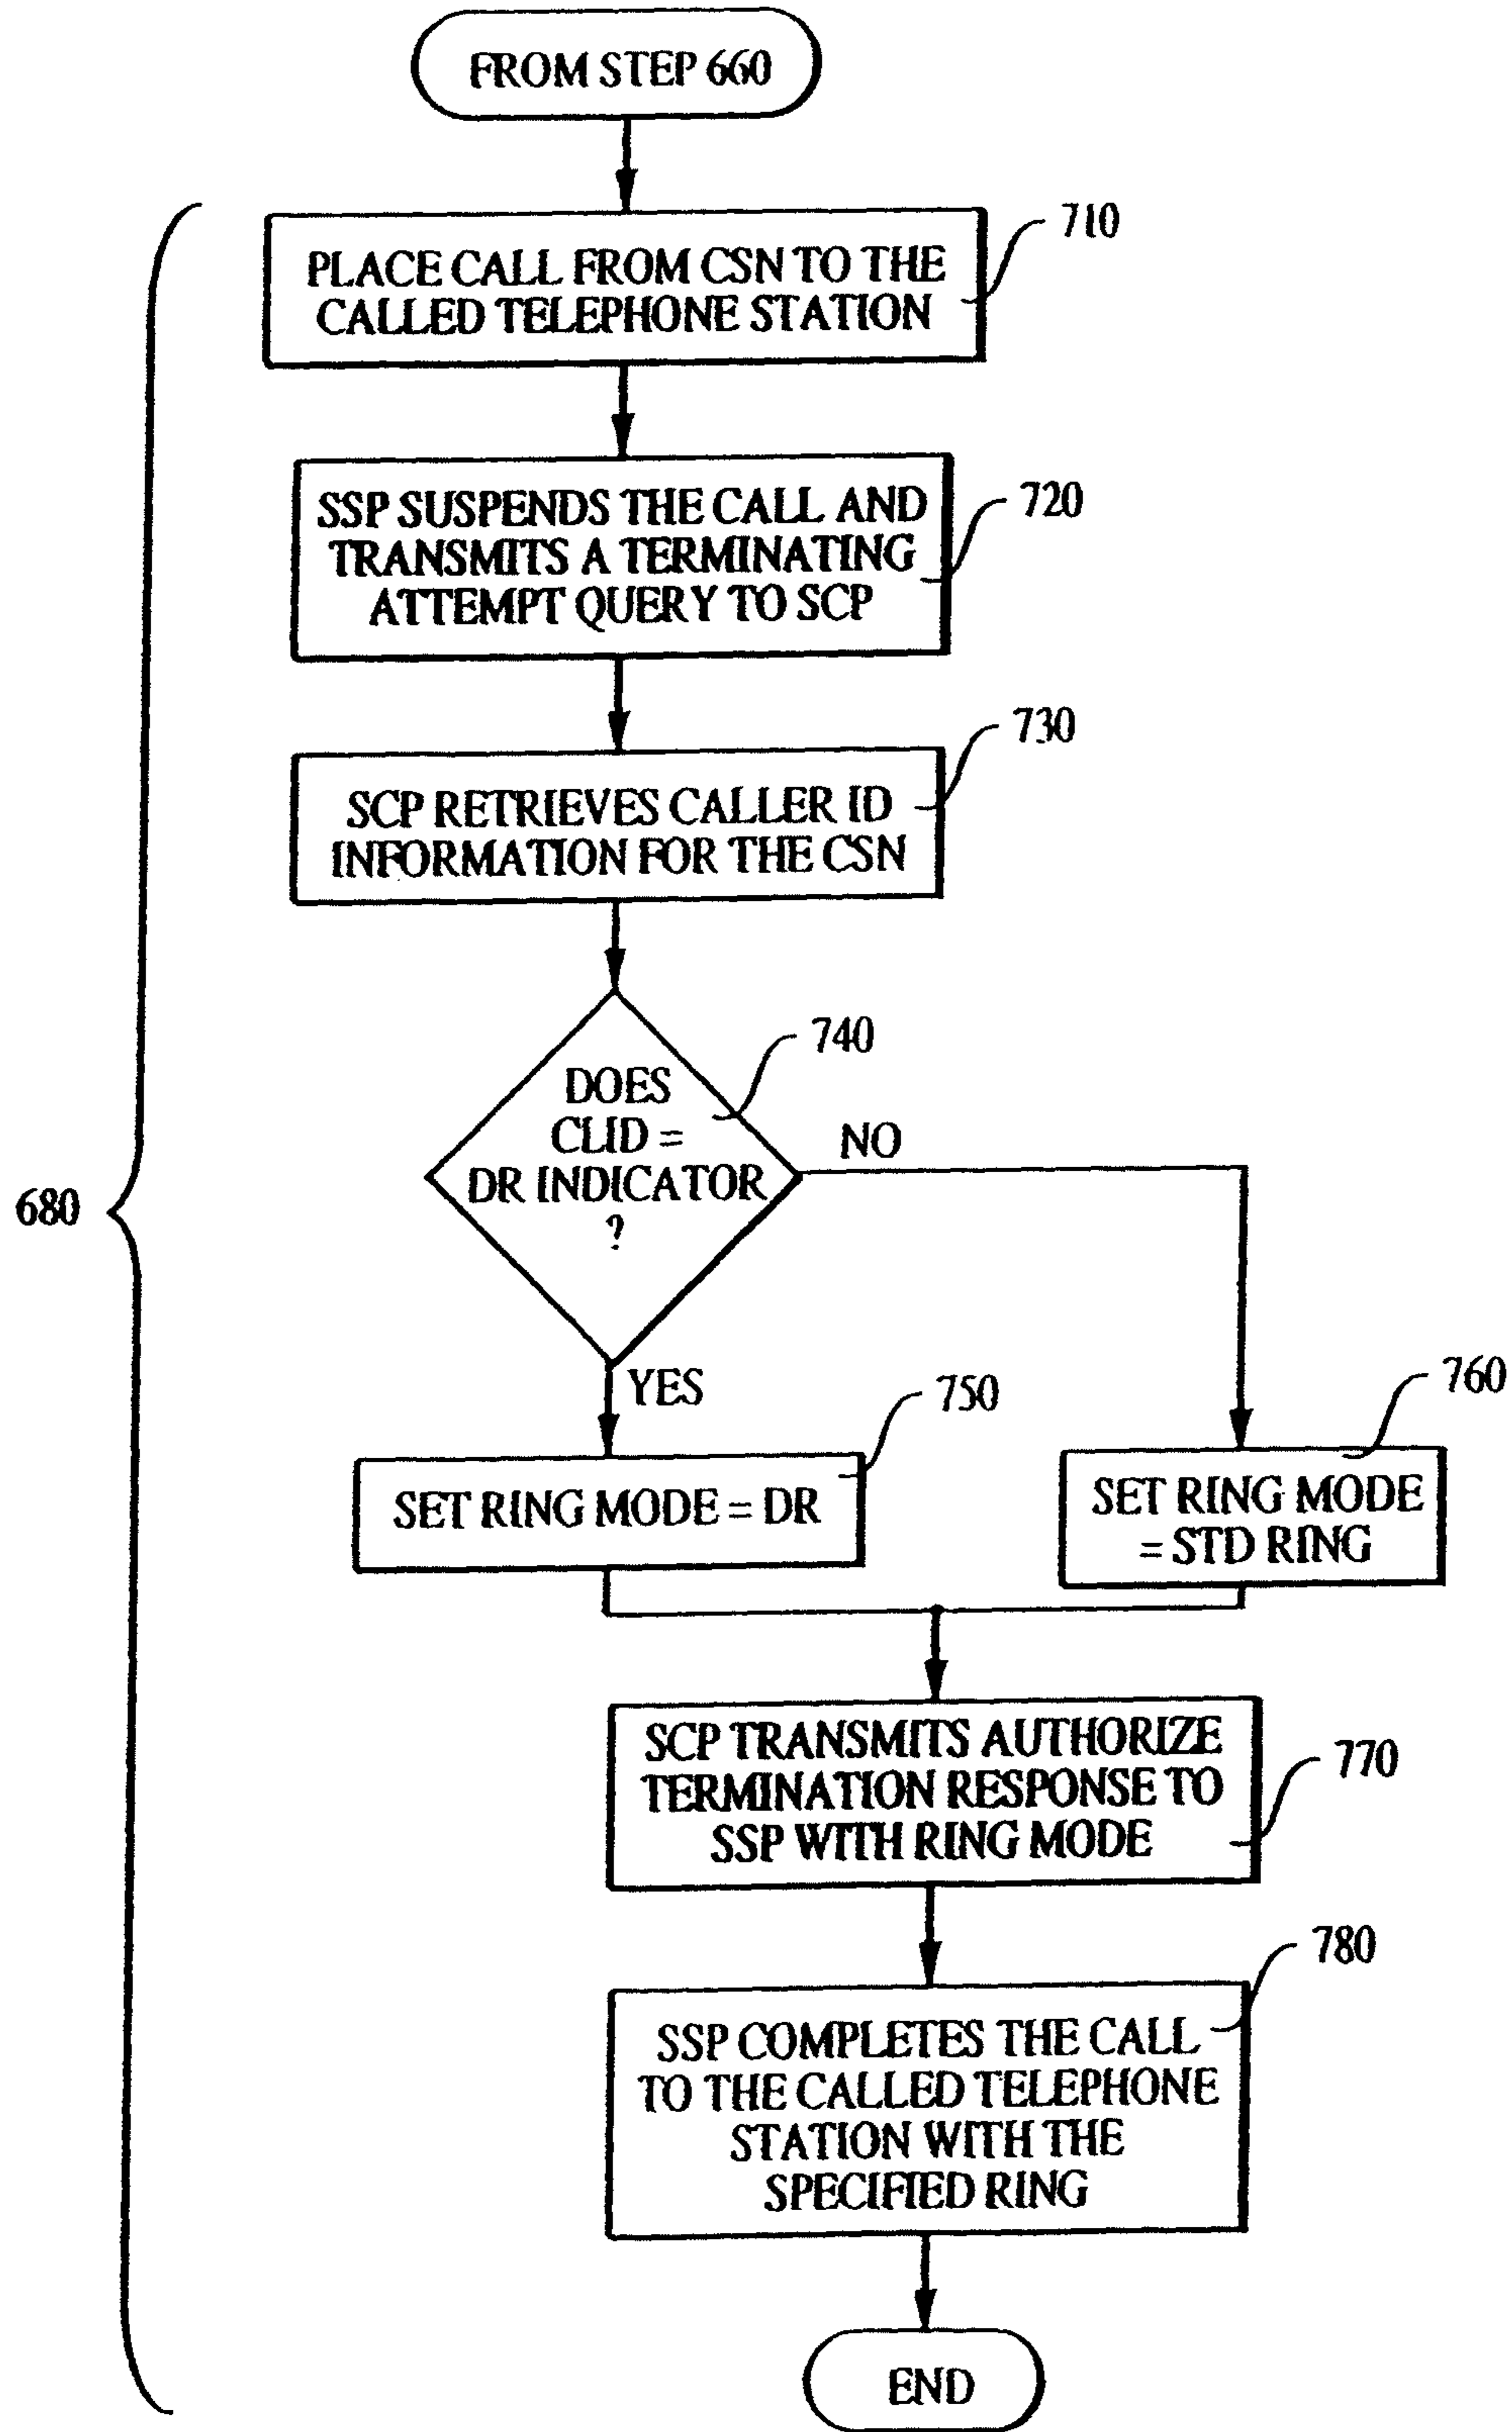 FROM STEP 660
710
PLACE CALL FROM CSN TO THE
CALLED TELEPHONE STATION
720
SSP SUSPENDS THE CALL AND
TRANSMITS A TERMINATING
ATTEMPT QUERY TO SCP
730
SCP RETRIEVES CALLER ID
INFORMATION FOR THE CSN
740
DOES
CLID =
DR INDICATOR
?
NO
680
YES
750
760
SET RING MODE = DR
SET RING MODE
= STD RING
SCP TRANSMITS AUTHORIZE
TERMINATION RESPONSE TO
SSP WITH RING MODE
770
780
SSP COMPLETES THE CALL
TO THE CALLED TELEPHONE
STATION WITH THE
SPECIFIED RING
END